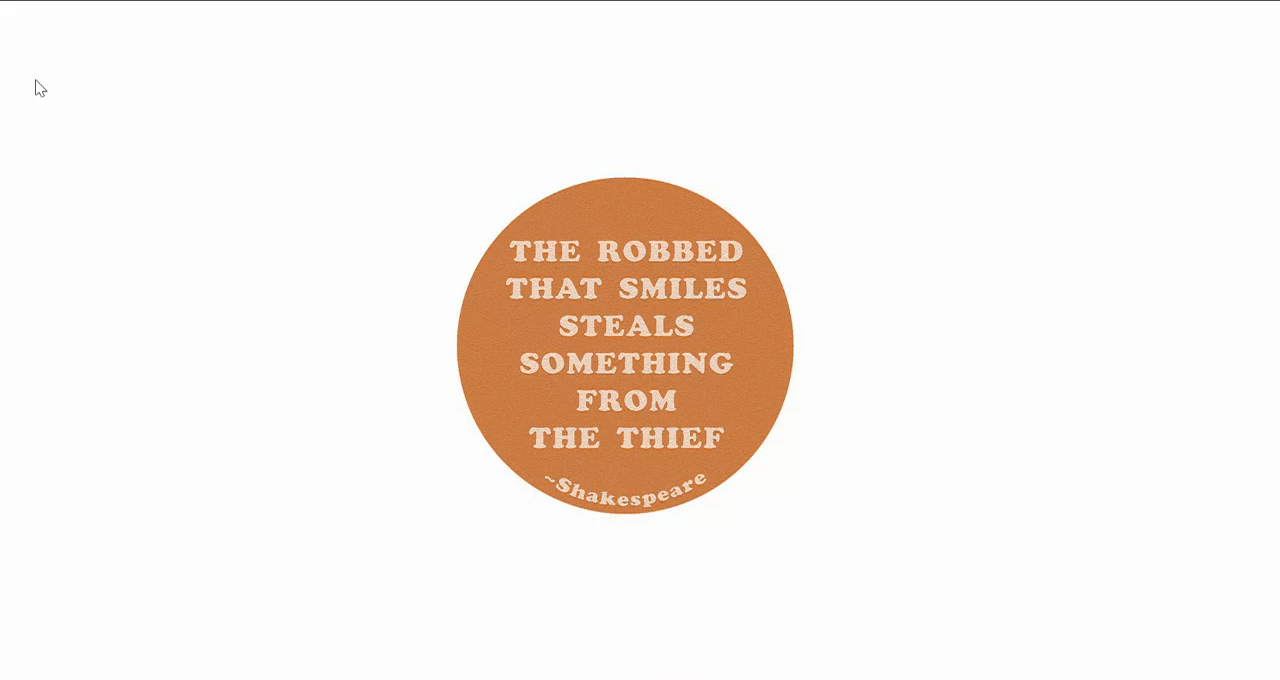 THE ROBBED
THAT SMILES
STEALS
SOMETHING
FROM
THE THIEF
~Shakespeare